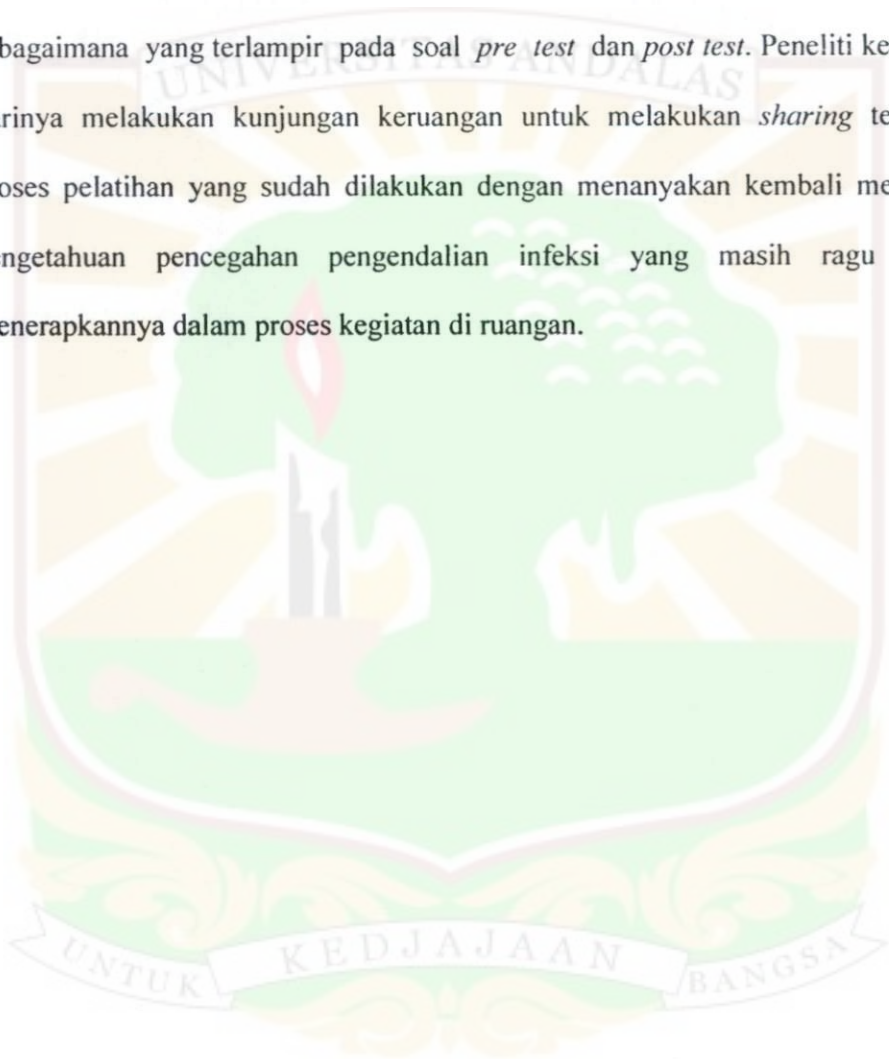 bagaimana yang terlampir pada soal pre test dan post test. Peneliti ke
UNIVERSITAS ANDALAS
rinya melakukan kunjungan keruangan untuk melakukan sharing te
oses pelatihan yang sudah dilakukan dengan menanyakan kembali me
ngetahuan pencegahan pengendalian infeksi yang masih ragu
enerapkannya dalam proses kegiatan di ruangan.
UNTUK KEDJAJAAN BANGSA